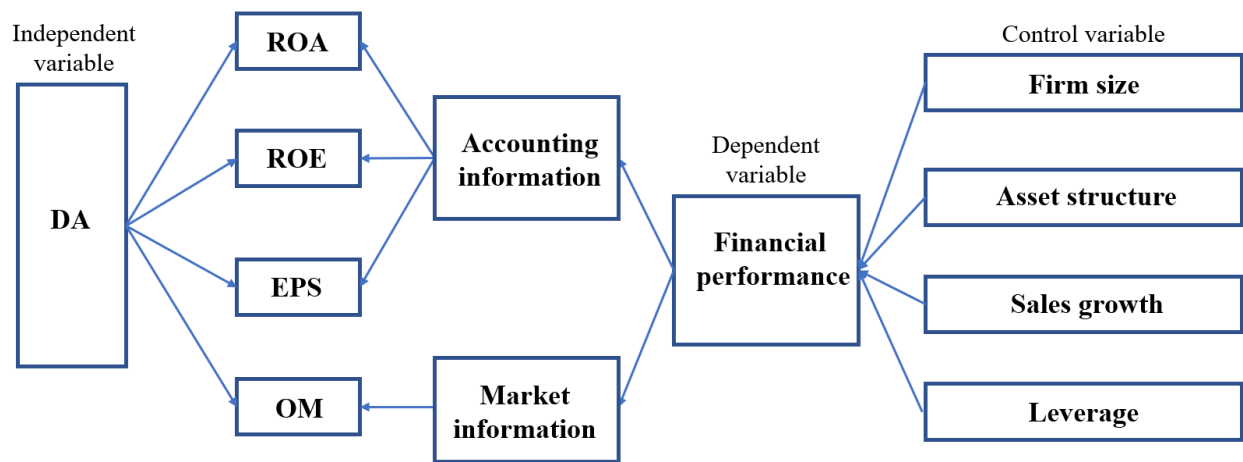 Independent
variable
DA
ROA
ROE
EPS
OM
Accounting
information
Market
information
Dependent
variable
Financial
performance
Control variable
Firm size
Asset structure
Sales growth
Leverage